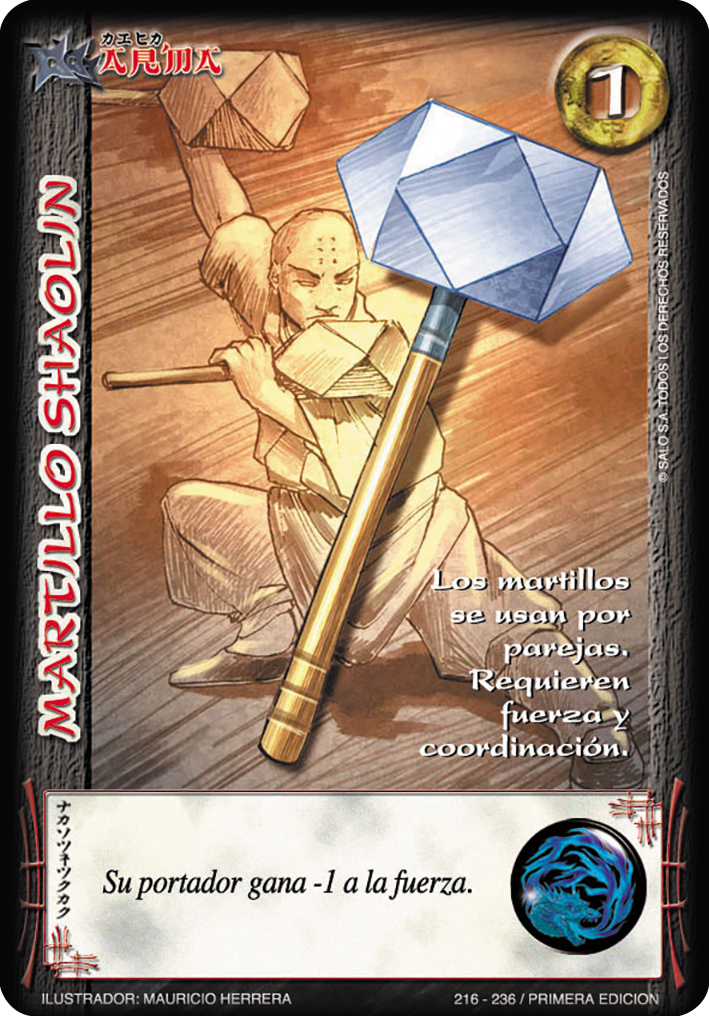 カエヒカ
ARMA
1
MARTILLO SHAOLIN
© SALO S.A. TODOS LOS DERECHOS RESERVADOS
Los martillos
se usan por
parejas.
Requieren
fuerza y
coordinación.
ナカソツネツクカク
Su portador gana -1 a la fuerza.
ILUSTRADOR: MAURICIO HERRERA
216 - 236 / PRIMERA EDICION